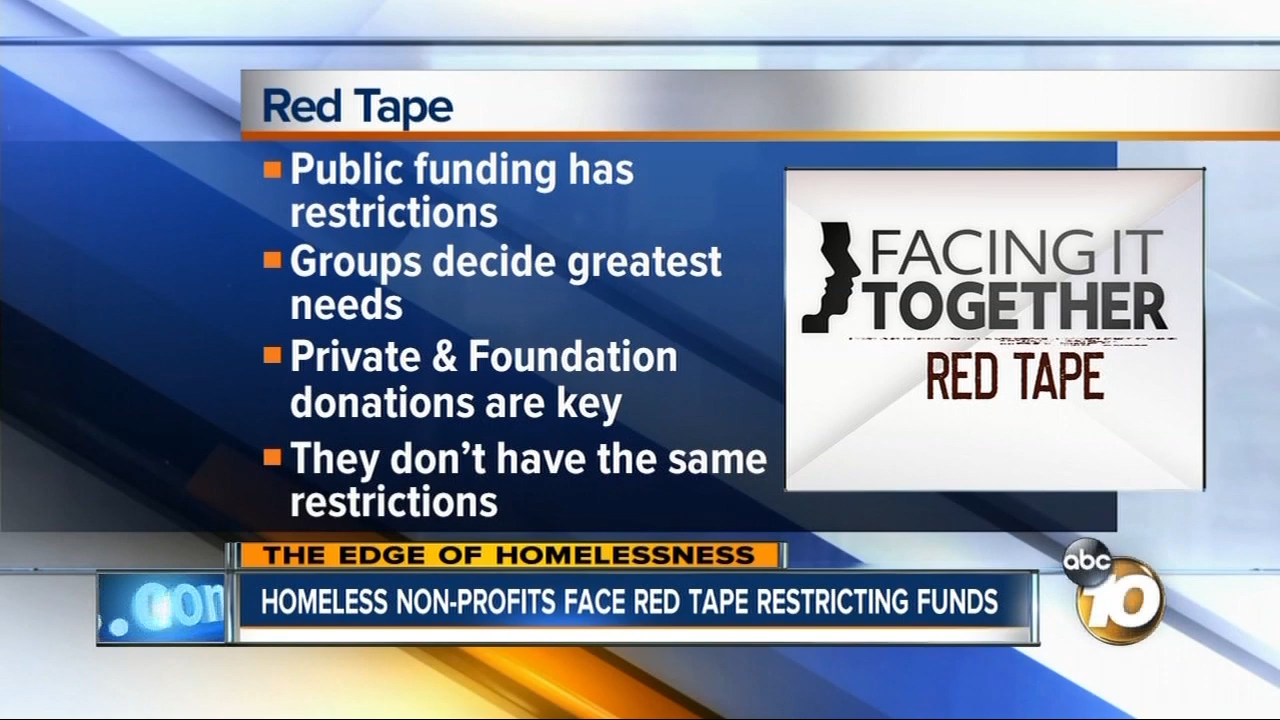 Red Tape
Public funding has
restrictions
Groups decide greatest
needs
Private & Foundation
donations are key
They don't have the same
restrictions
FACING IT
TOGETHER
RED TAPE
THE EDGE OF HOMELESSNESS
.com
HOMELESS NON-PROFITS FACE RED TAPE RESTRICTING FUNDS
abc
10